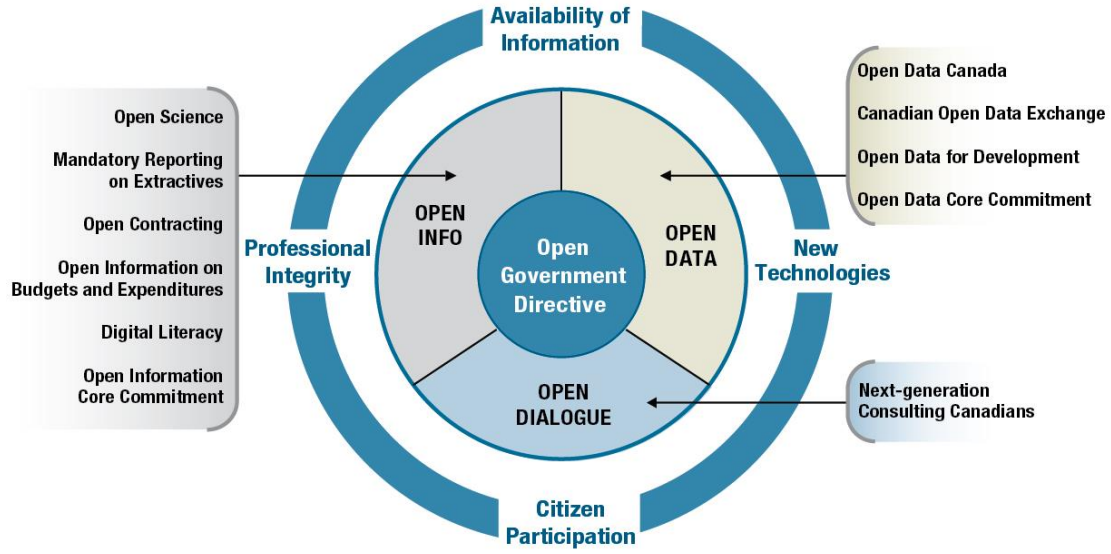 Availability of
Information
Open Science
Mandatory Reporting
on Extractives
Open Contracting
Open Information on
Budgets and Expenditures
Digital Literacy
Open Information
Core Commitment
Professional
Integrity
OPEN
INFO
Open
Government
Directive
OPEN
DATA
OPEN
DIALOGUE
New
Technologies
Open Data Canada
Canadian Open Data Exchange
Open Data for Development
Open Data Core Commitment
Next-generation
Consulting Canadians
Citizen
Participation